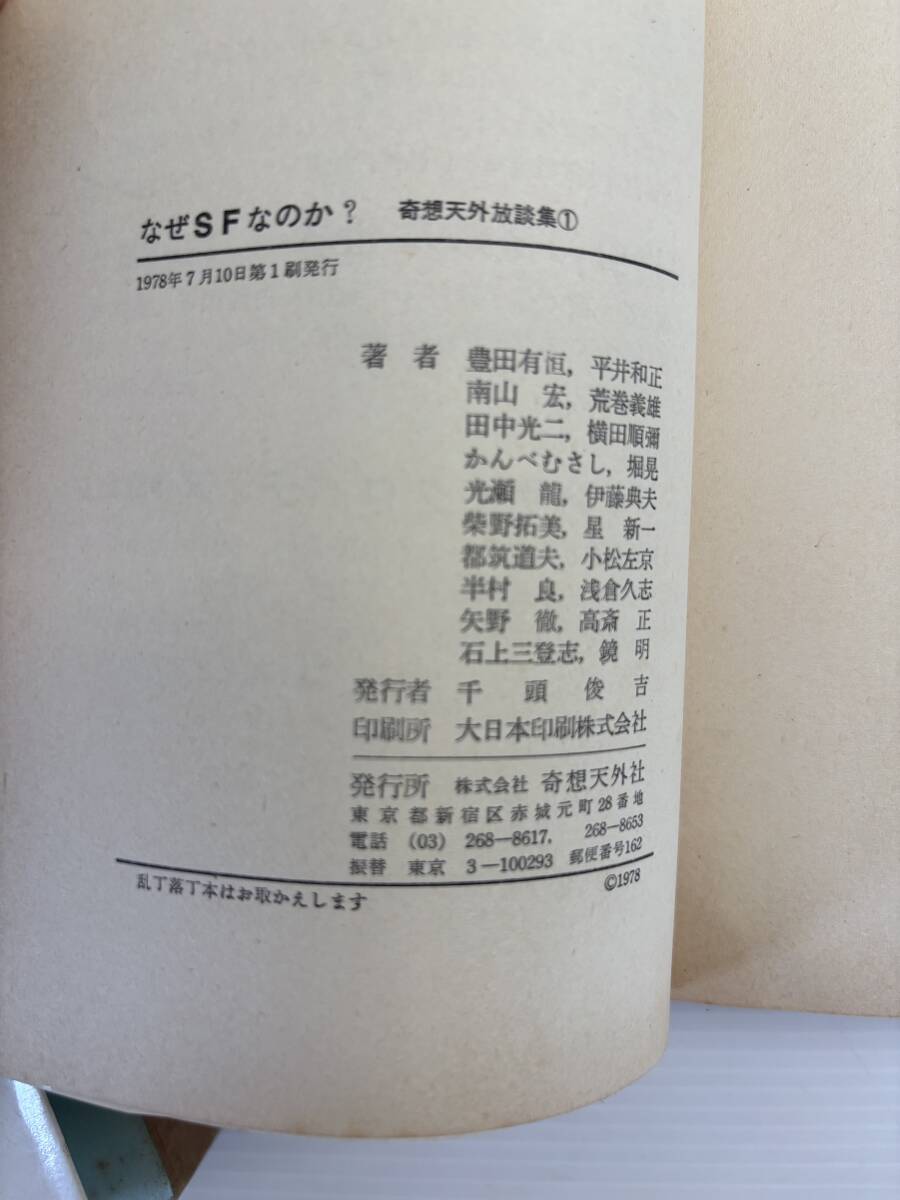 なぜSFなのか? 奇想天外放談集①
1978年7月10日第1刷発行
著者 豊田有恒, 平井和正
南山 宏, 荒巻義雄
田中光二, 横田順彌
かんべむさし, 堀晃
光瀬 龍, 伊藤典夫
柴野拓美, 星 新一
都筑道夫, 小松左京
半村 良, 浅倉久志
矢野 徹, 高斎 正
石上三登志, 鏡 明
発行者 千頭俊吉
印刷所 大日本印刷株式会社
発行所 株式会社 奇想天外社
東京都新宿区赤城元町28番地
電話 (03) 268—8617, 268—8653
振替 東京 3—100293 郵便番号162
乱丁落丁本はお取かえします ©1978